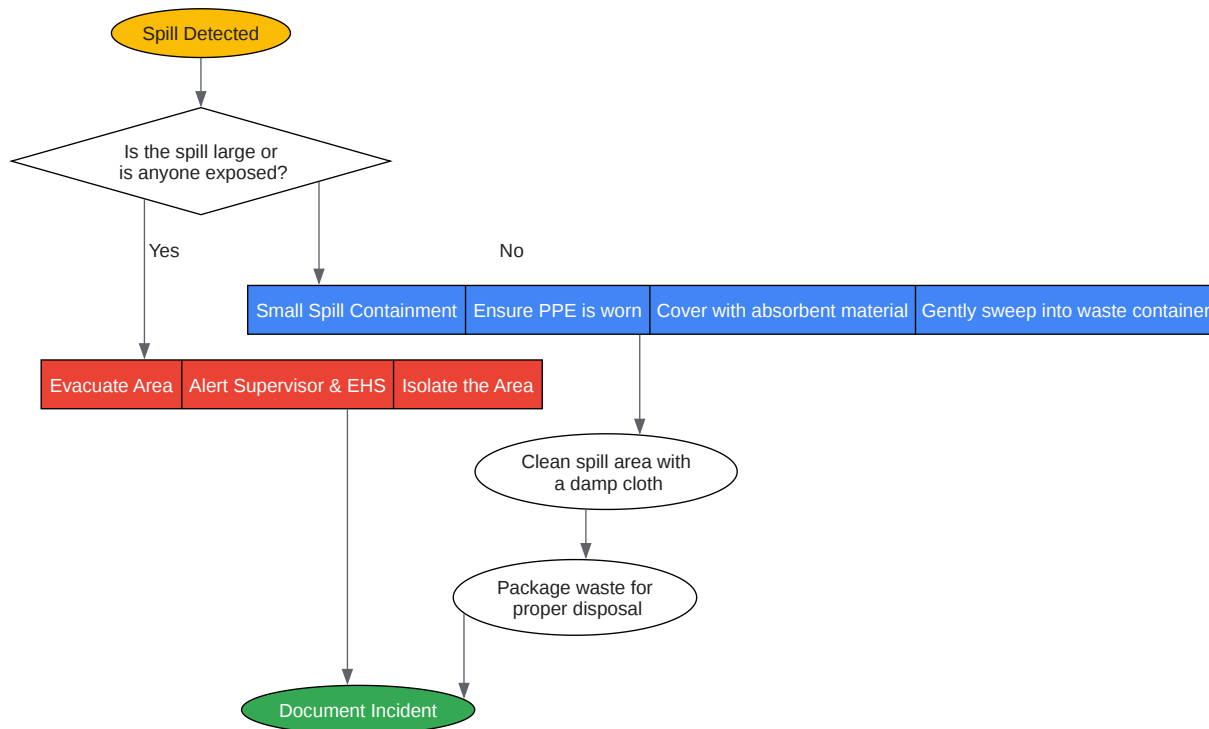 Spill Detected
Is the spill large or
is anyone exposed?
Yes
No
Small Spill Containment
Ensure PPE is worn
Cover with absorbent material
Gently sweep into waste container
Evacuate Area
Alert Supervisor & EHS
Isolate the Area
Clean spill area with
a damp cloth
Package waste for
proper disposal
Document Incident